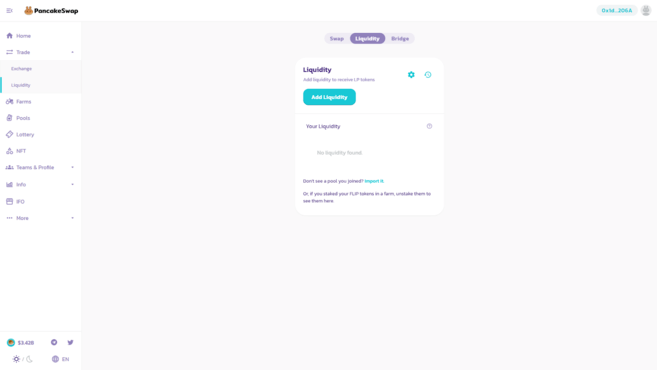 PancakeSwap
0x1d...2064
Home
Trade
Exchange
Liquidity
Farms
Pools
Lottery
NFT
Teams & Profile
Info
IFO
More
$3.428
/
EN
Swap
Liquidity
Bridge
Liquidity
Add liquidity to receive LP tokens
Add Liquidity
Your Liquidity
No liquidity found.
Don't see a pool you joined? Import it.
Or, if you staked your FLIP tokens in a farm, unstake them to
see them here.